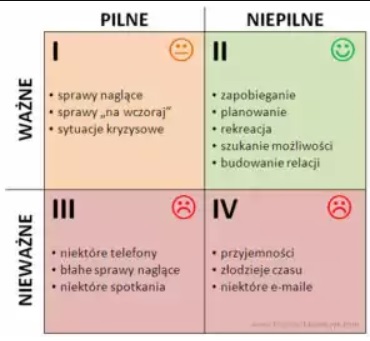 PILNE
NIEPILNE
WAŻNE
I
• sprawy naglące
• sprawy „na wczoraj”
• sytuacje kryzysowe
II
• zapobieganie
• planowanie
• rekreacja
• szukanie możliwości
• budowanie relacji
NIEWAŻNE
III
• niektóre telefony
• błahe sprawy naglące
• niektóre spotkania
IV
• przyjemności
• złodzieje czasu
• niektóre e-maile